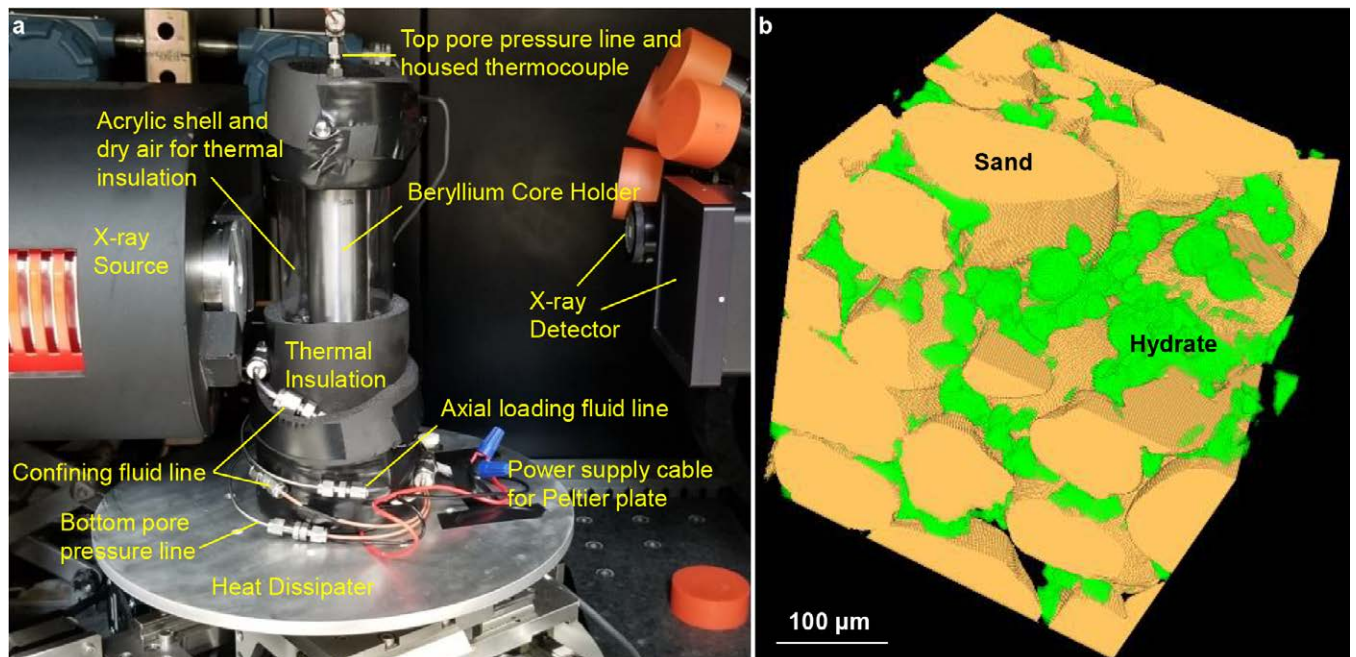 a
Top pore pressure line and
housed thermocouple
Acrylic shell and
dry air for thermal
insulation
Beryllium Core Holder
X-ray
Source
X-ray
Detector
Thermal
Insulation
Axial loading fluid line
Confining fluid line
Power supply cable
for Peltier plate
Bottom pore
pressure line
Heat Dissipater
b
Sand
Hydrate
100 µm